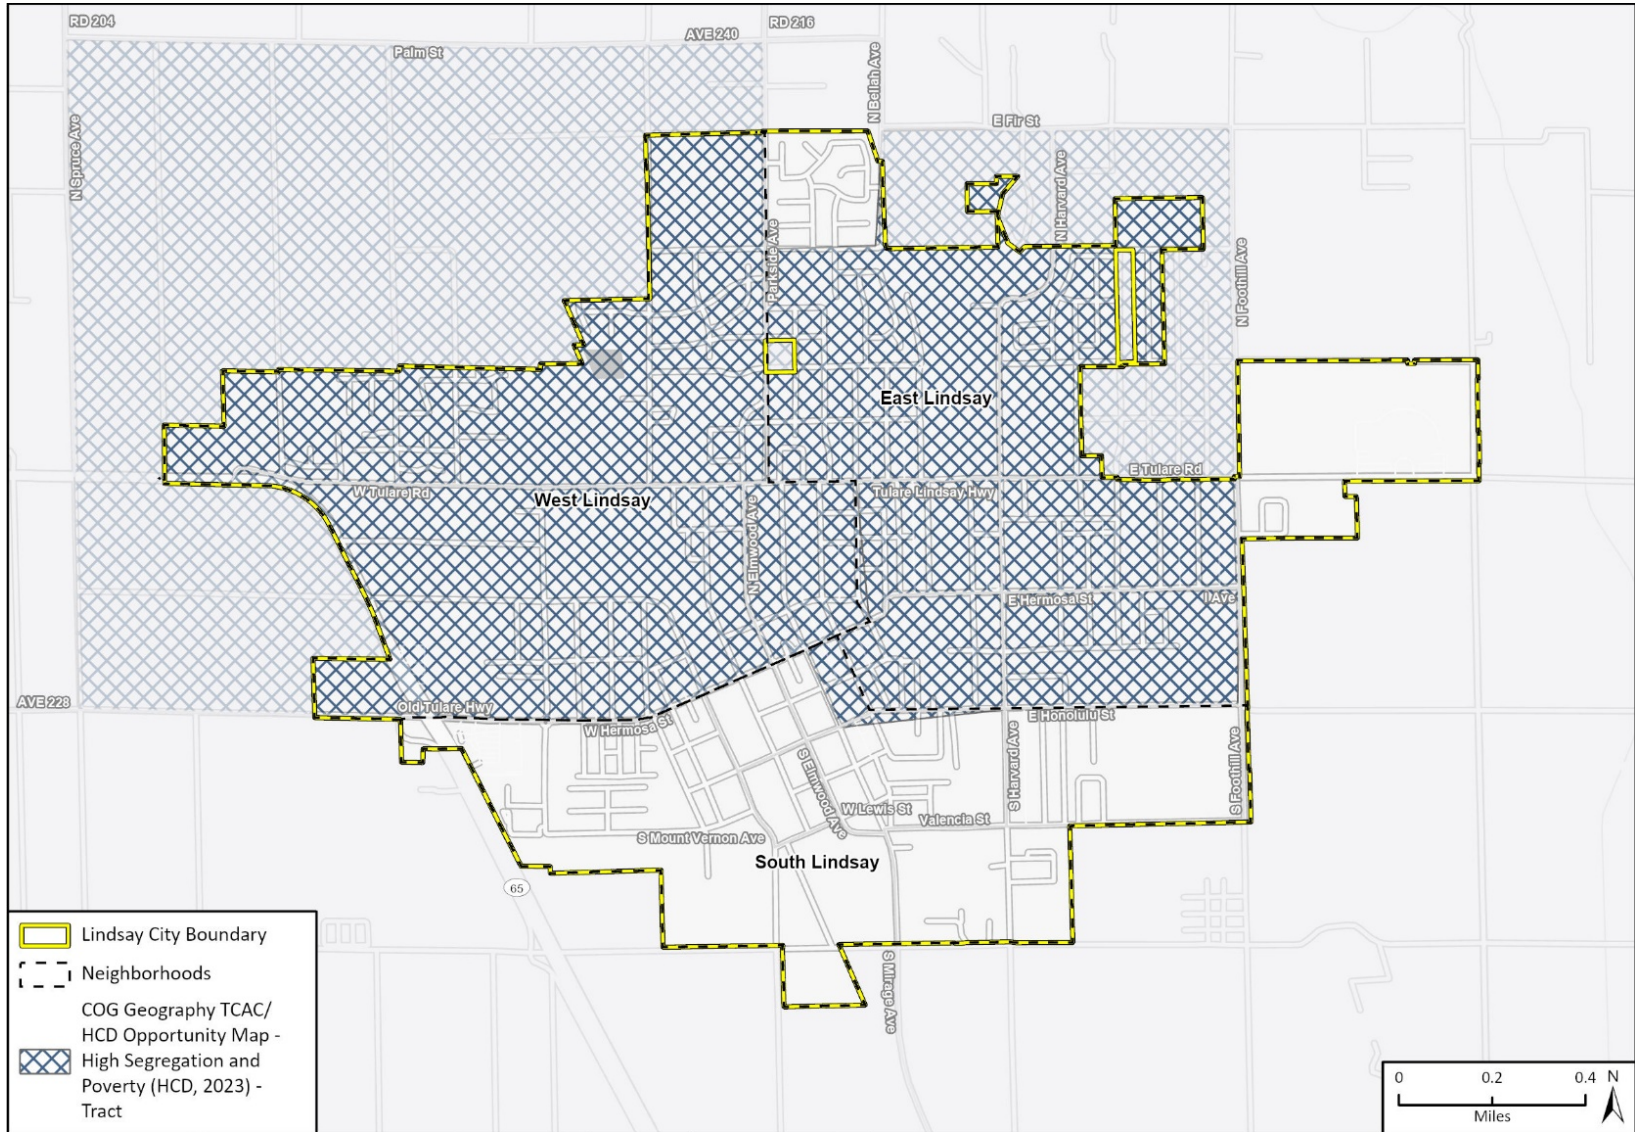 RD 204
RD 216
AVE 240
Palm St
N Bellah Ave
E Fir St
N Spruce Ave
N Harvard Ave
Parkside Ave
N Foothill Ave
East Lindsay
E Tulare Rd
W Tulare Rd
West Lindsay
Tulare Lindsay Hwy
N Elmwood Ave
E Hermosa St
I Ave
AVE 228
Old Tulare Hwy
W Hermosa St
E Honolulu St
S Elmwood Ave
S Harvard Ave
S Foothill Ave
W Lewis St
Valencia St
S Mount Vernon Ave
South Lindsay
65
S Mirage Ave
Lindsay City Boundary
Neighborhoods
COG Geography TCAC/
HCD Opportunity Map -
High Segregation and
Poverty (HCD, 2023) -
Tract
0 0.2 0.4 N
Miles